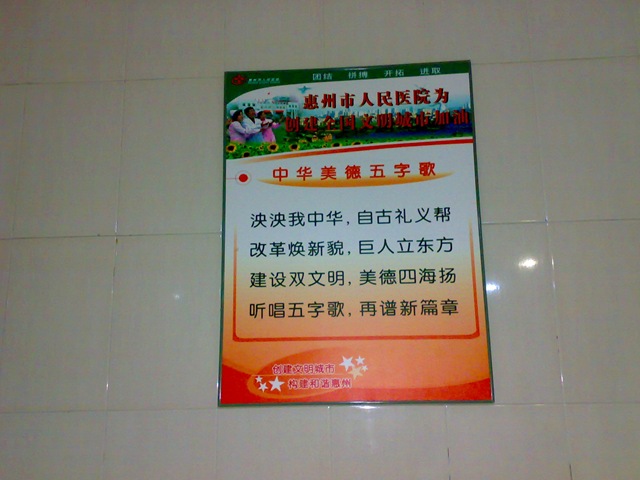 团结 拼搏 开拓 进取
惠州市人民医院为
创建全国文明城市加油
中华美德五字歌
泱泱我中华,自古礼义帮
改革焕新貌,巨人立东方
建设双文明,美德四海扬
听唱五字歌,再谱新篇章
创建文明城市
构建和谐惠州